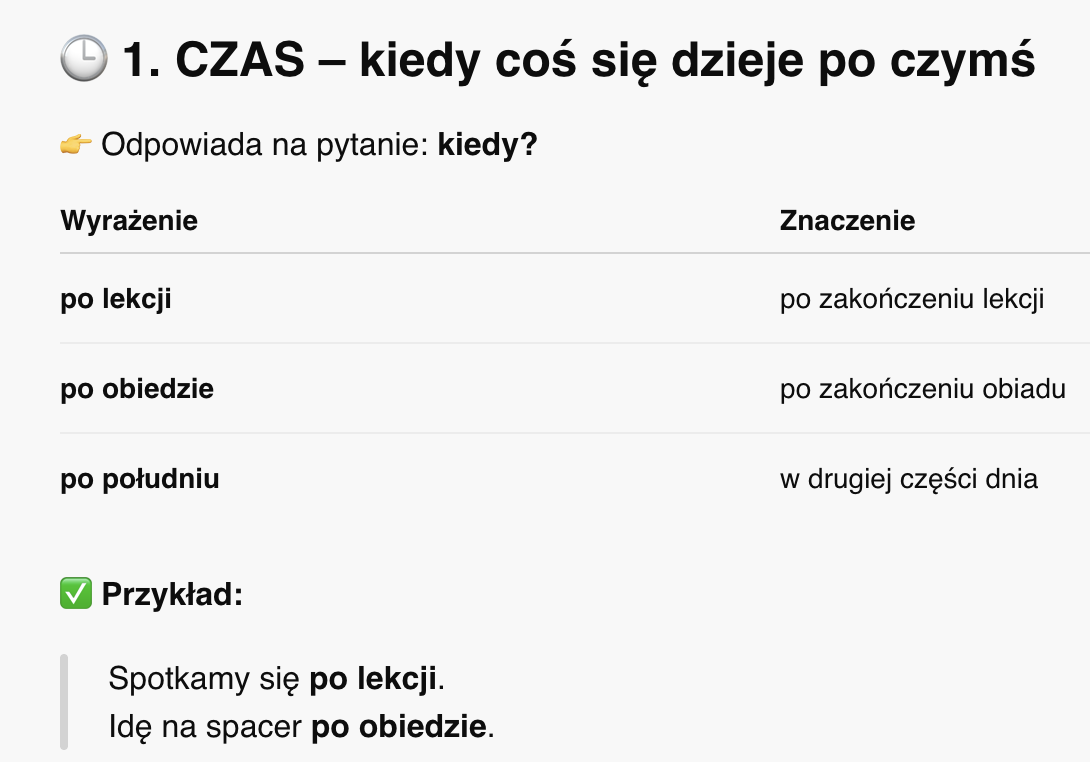 🕒 1. CZAS – kiedy coś się dzieje po czymś
👉 Odpowiada na pytanie: kiedy?
Wyrażenie Znaczenie
po lekcji po zakończeniu lekcji
po obiedzie po zakończeniu obiadu
po południu w drugiej części dnia
✅ Przykład:
Spotkamy się po lekcji.
Idę na spacer po obiedzie.